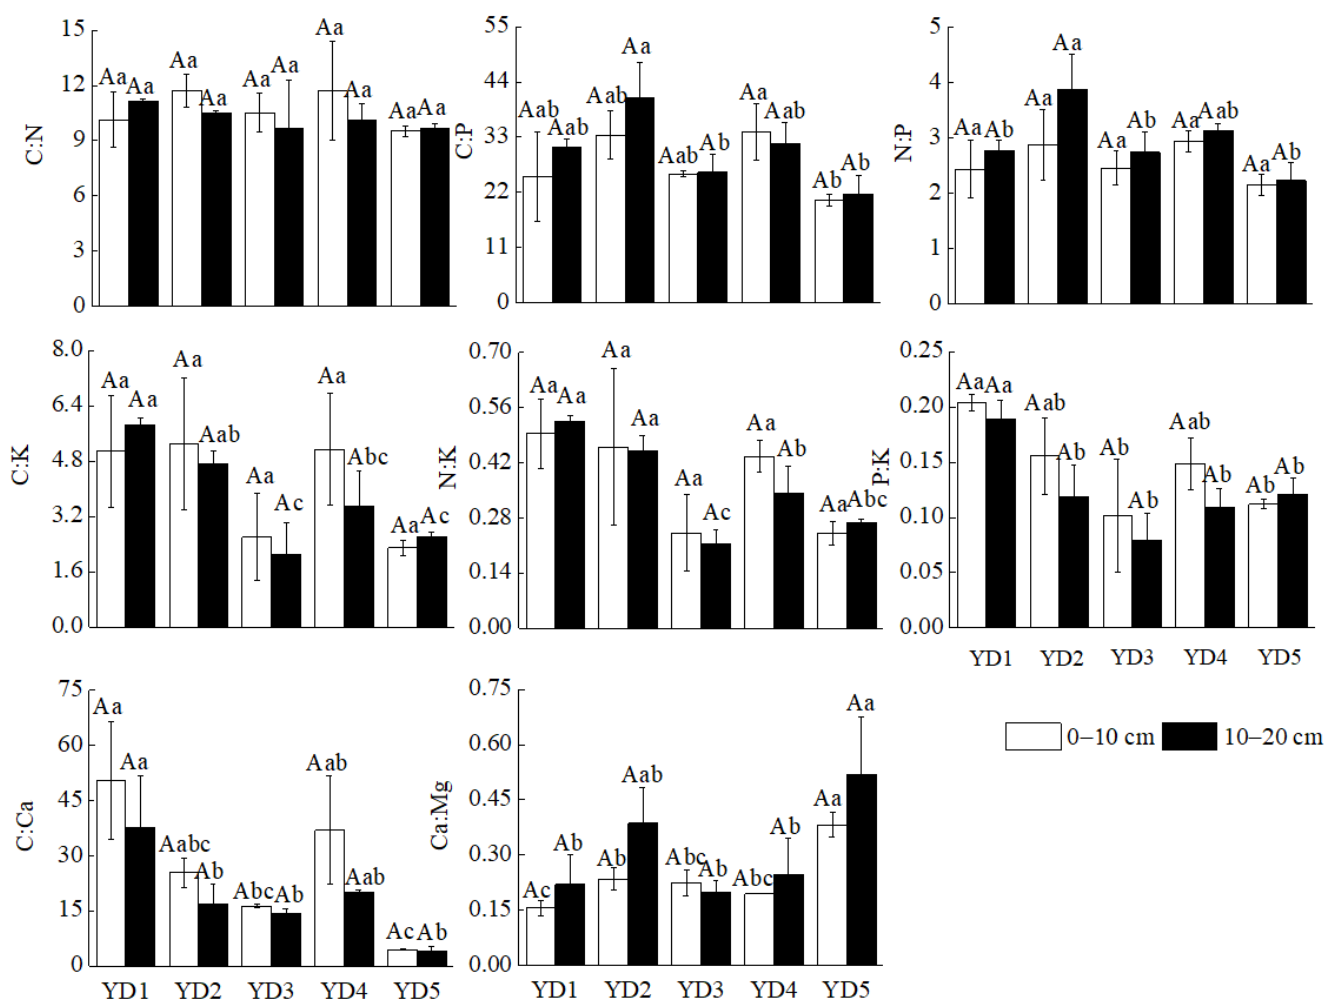 C:N
15
12
9
6
3
0
Aa Aa Aa Aa Aa Aa Aa Aa Aa Aa
C:P
55
44
33
22
11
0
Aab Aab Aab Aa Aab Ab Aa Aab Ab Ab
N:P
5
4
3
2
1
0
Aa Ab Aa Aa Aa Ab Aa Aab Aa Ab
C:K
8.0
6.4
4.8
3.2
1.6
0.0
Aa Aa Aa Aab Aa Ac Aa Abc Aa Ac
N:K
0.70
0.56
0.42
0.28
0.14
0.00
Aa Aa Aa Aa Aa Ac Aa Ab Aa Abc
P:K
0.25
0.20
0.15
0.10
0.05
0.00
Aa Aa Aab Ab Ab Ab Aab Ab Ab Ab
YD1 YD2 YD3 YD4 YD5
C:Ca
75
60
45
30
15
0
Aa Aa Aabc Ab Abc Ab Aab Aab Ac Ab
YD1 YD2 YD3 YD4 YD5
Ca:Mg
0.75
0.60
0.45
0.30
0.15
0.00
Ac Ab Ab Aab Abc Ab Abc Ab Aa Aa
YD1 YD2 YD3 YD4 YD5
0–10 cm 10–20 cm